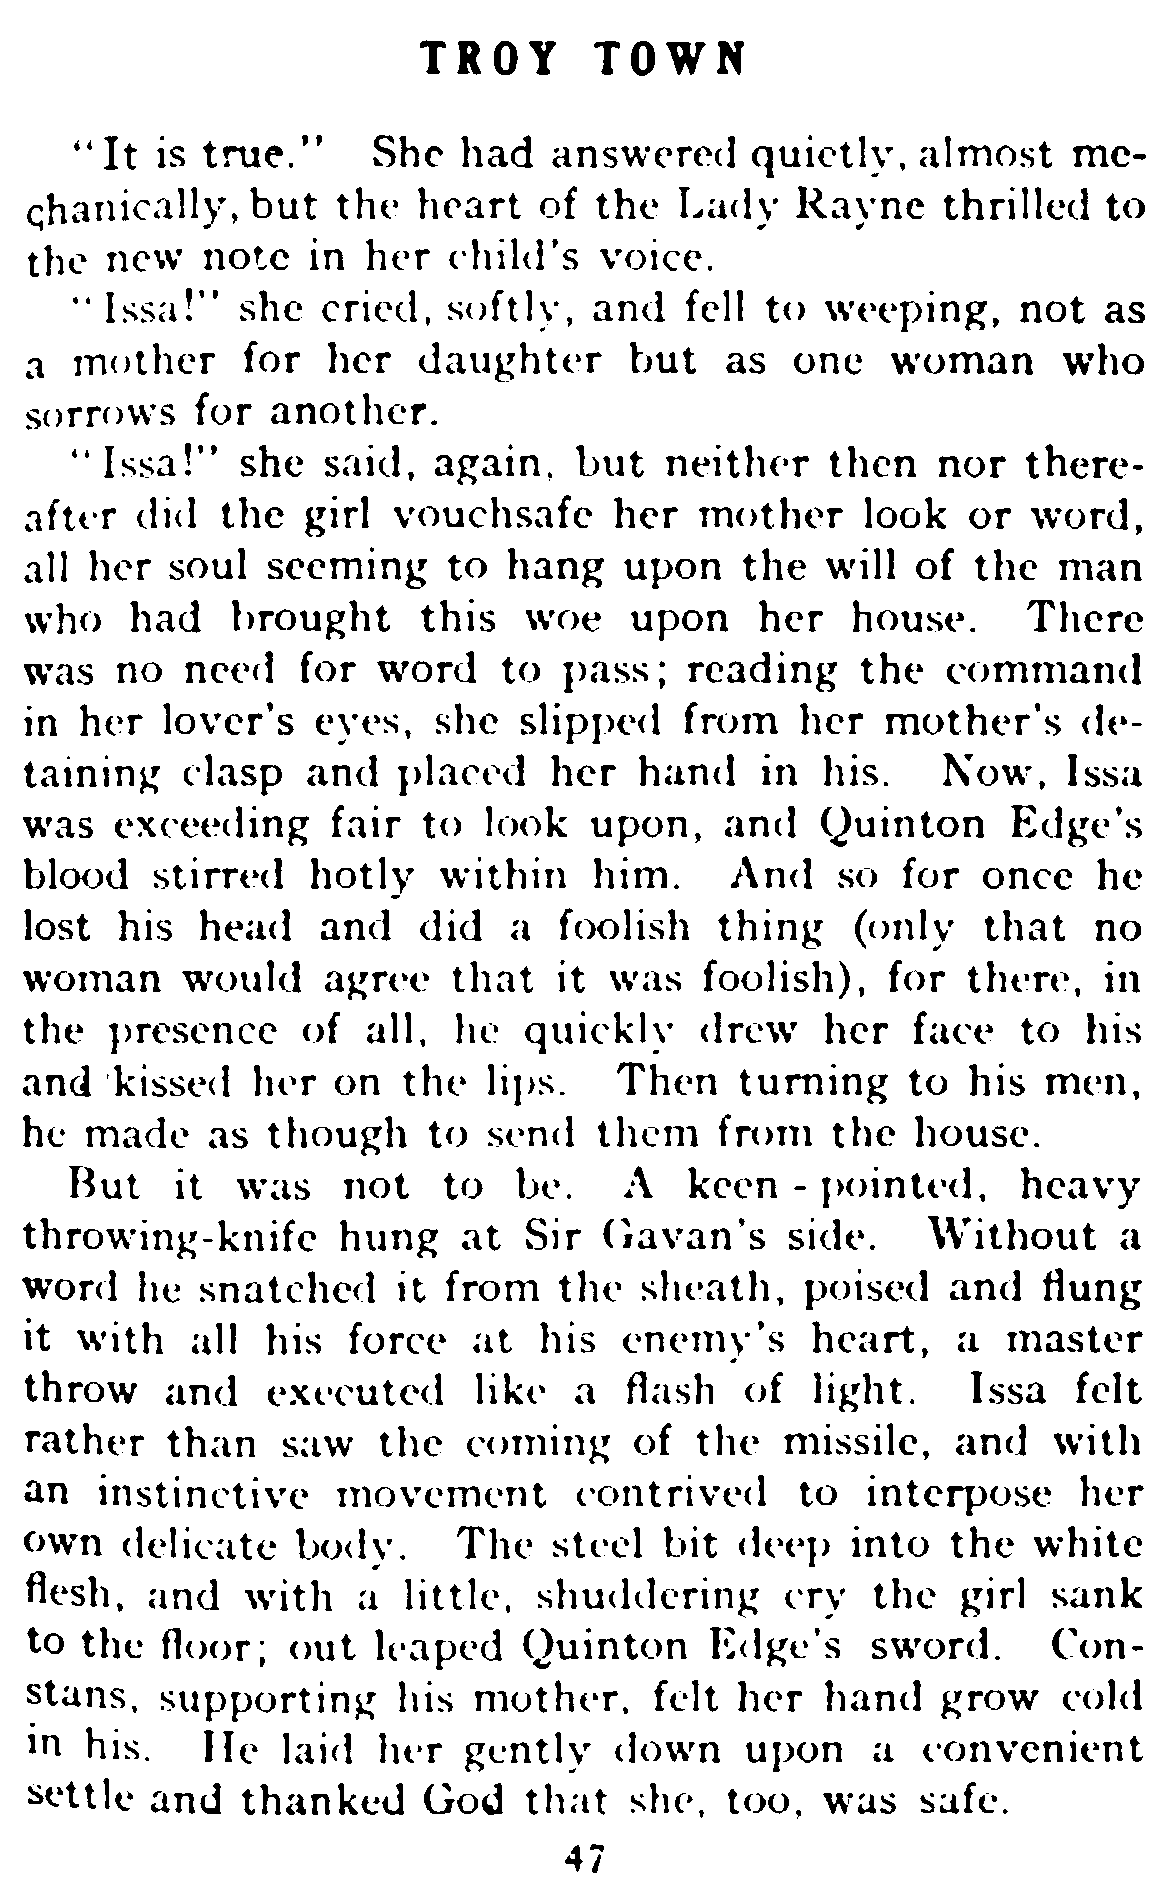 TROY TOWN
"It is true." She had answered quietly, almost me-
chanically, but the heart of the Lady Rayne thrilled to
the new note in her child's voice.
"Issa!" she cried, softly, and fell to weeping, not as
a mother for her daughter but as one woman who
sorrows for another.
"Issa!" she said, again, but neither then nor there-
after did the girl vouchsafe her mother look or word,
all her soul seeming to hang upon the will of the man
who had brought this woe upon her house. There
was no need for word to pass; reading the command
in her lover's eyes, she slipped from her mother's de-
taining clasp and placed her hand in his. Now, Issa
was exceeding fair to look upon, and Quinton Edge's
blood stirred hotly within him. And so for once he
lost his head and did a foolish thing (only that no
woman would agree that it was foolish), for there, in
the presence of all, he quickly drew her face to his
and kissed her on the lips. Then turning to his men,
he made as though to send them from the house.
But it was not to be. A keen-pointed, heavy
throwing-knife hung at Sir Gavan's side. Without a
word he snatched it from the sheath, poised and flung
it with all his force at his enemy's heart, a master
throw and executed like a flash of light. Issa felt
rather than saw the coming of the missile, and with
an instinctive movement contrived to interpose her
own delicate body. The steel bit deep into the white
flesh, and with a little, shuddering cry the girl sank
to the floor; out leaped Quinton Edge's sword. Con-
stans, supporting his mother, felt her hand grow cold
in his. He laid her gently down upon a convenient
settle and thanked God that she, too, was safe.
47